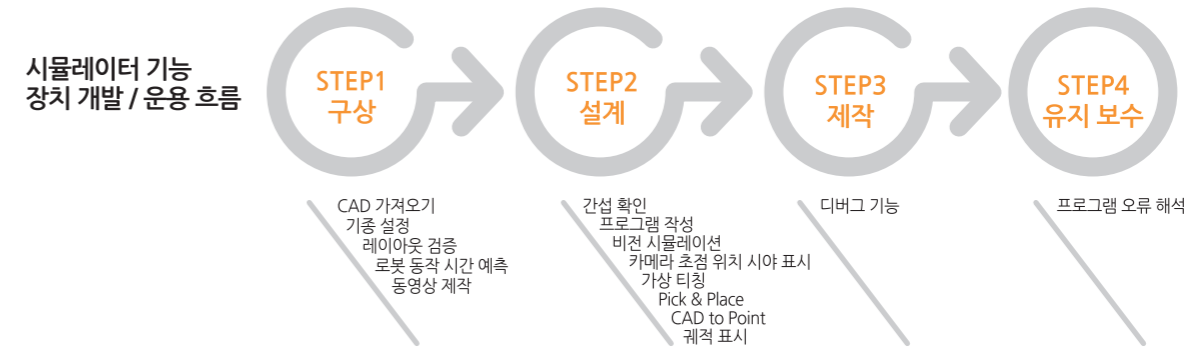 시뮬레이터 기능
장치 개발 / 운용 흐름
STEP1
구상
STEP2
설계
STEP3
제작
STEP4
유지 보수
CAD 가져오기
기종 설정
레이아웃 검증
로봇 동작 시간 예측
동영상 제작
간섭 확인
프로그램 작성
비전 시뮬레이션
카메라 초점 위치 시야 표시
가상 티칭
Pick & Place
CAD to Point
궤적 표시
디버그 기능
프로그램 오류 해석